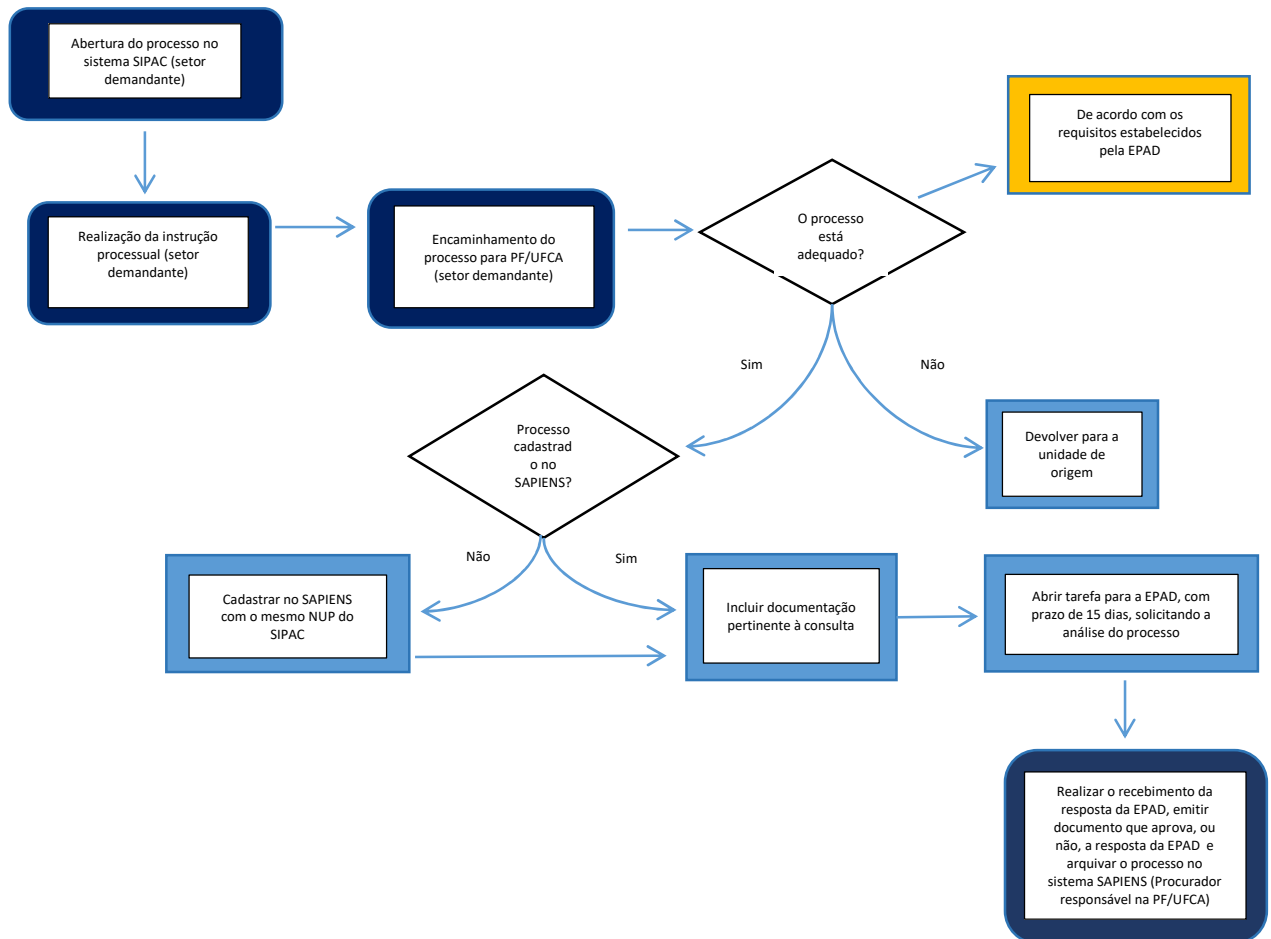 Abertura do processo no
sistema SIPAC (setor
demandante)
De acordo com os
requisitos estabelecidos
pela EPAD
Realização da instrução
processual (setor
demandante)
Encaminhamento do
processo para PF/UFCA
(setor demandante)
O processo
está
adequado?
Sim
Não
Processo
cadastrad
o no
SAPIENS?
Devolver para a
unidade de
origem
Não
Sim
Cadastrar no SAPIENS
com o mesmo NUP do
SIPAC
Incluir documentação
pertinente à consulta
Abrir tarefa para a EPAD, com
prazo de 15 dias, solicitando a
análise do processo
Realizar o recebimento da
resposta da EPAD, emitir
documento que aprova, ou
não, a resposta da EPAD e
arquivar o processo no
sistema SAPIENS (Procurador
responsável na PF/UFCA)